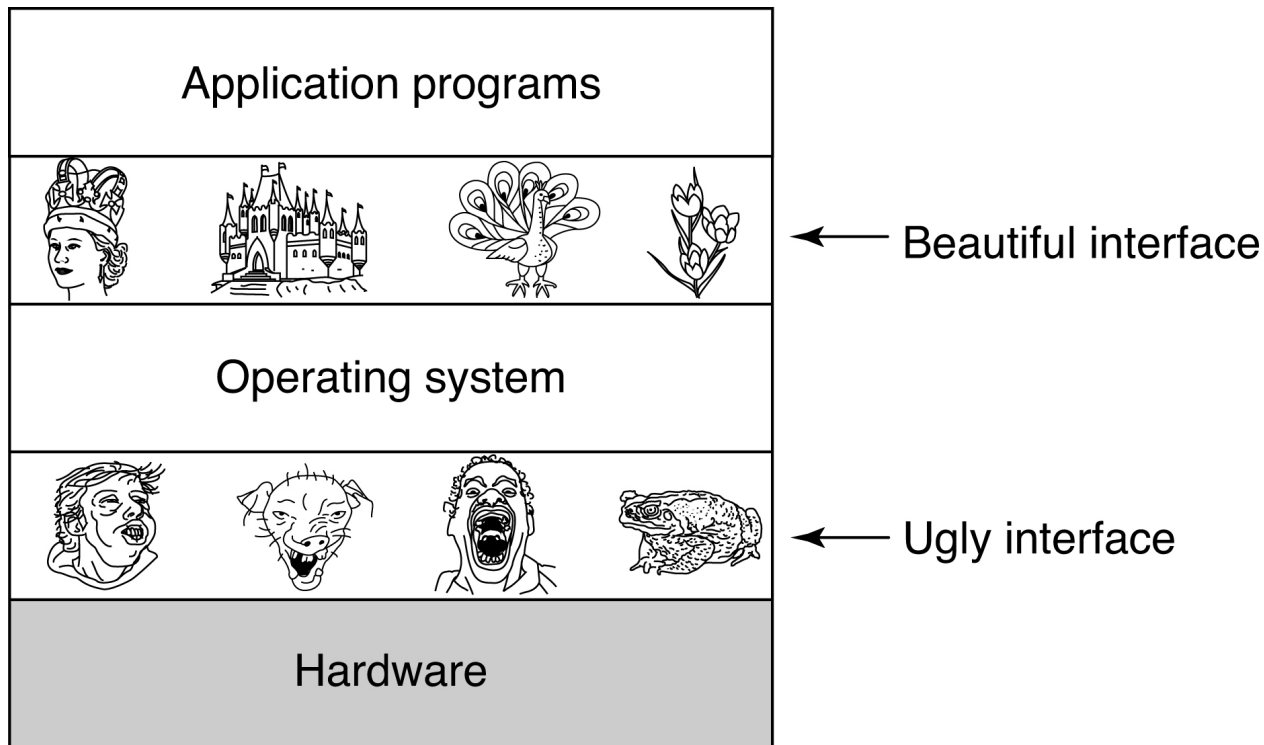 Application programs
Beautiful interface
Operating system
Ugly interface
Hardware